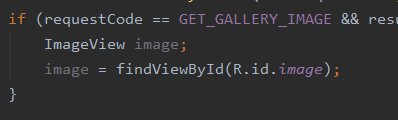 if (requestCode == GET_GALLERY_IMAGE && resu
ImageView image;
image = findViewById(R.id.image);
}